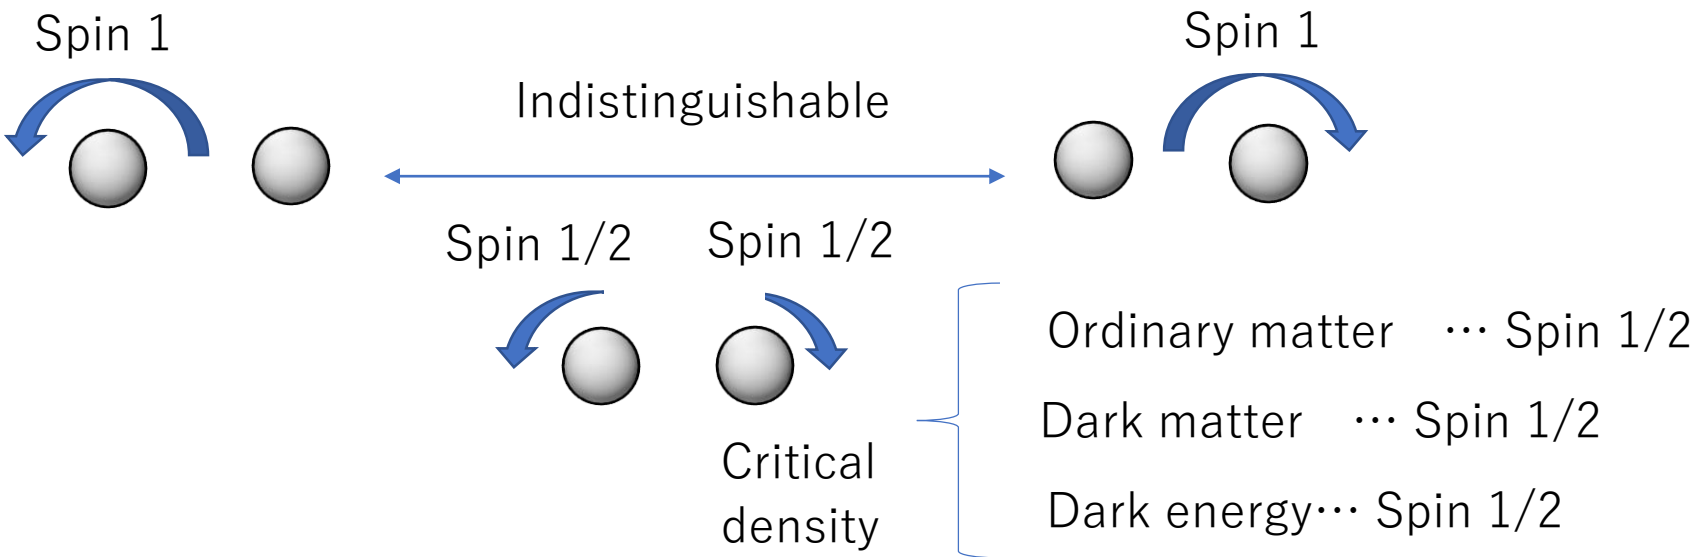 Spin 1
Spin 1
Indistinguishable
Spin 1/2
Spin 1/2
Critical
density
Ordinary matter ⋯ Spin 1/2
Dark matter ⋯ Spin 1/2
Dark energy⋯ Spin 1/2